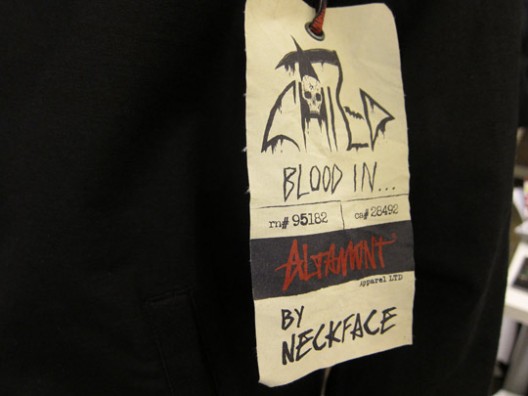 BLOOD IN...
rn# 95182 ca# 28492
ALTAMONT
Apparel LTD
BY
NECKFACE